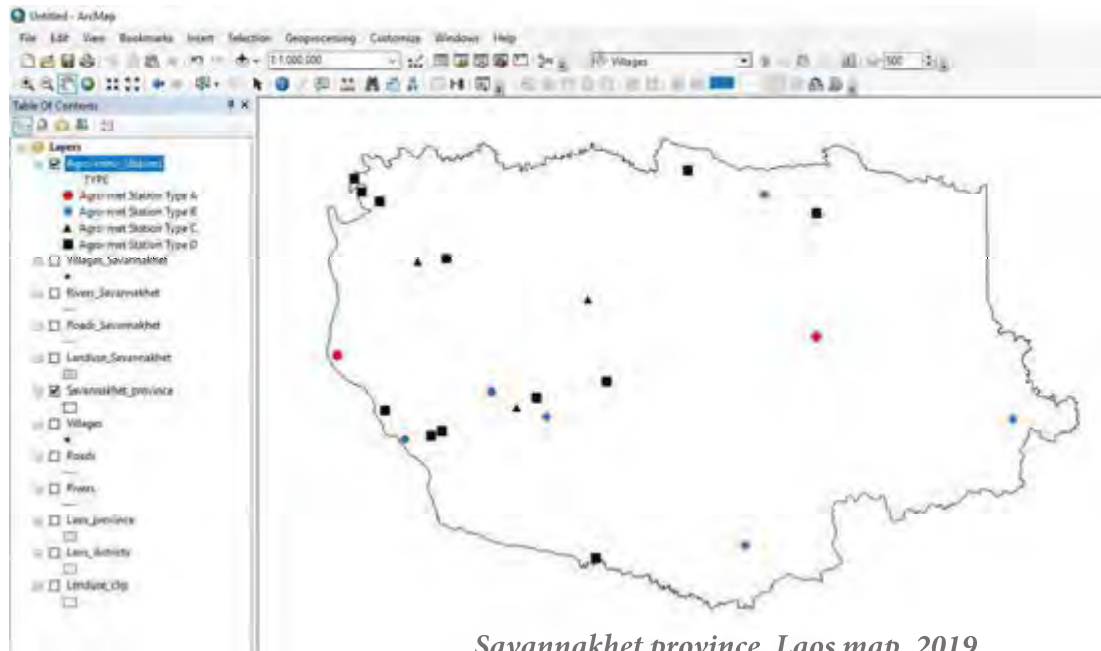 Untitled - ArcMap
File Edit View Bookmarks Insert Selection Geoprocessing Customize Windows Help
1:1,000,000
Villages
500
Table Of Contents
Layers
TYPE
Agro-met Station Type A
Agro-met Station Type B
Agro-met Station Type C
Agro-met Station Type D
Villages_Savannakhet
Rivers_Savannakhet
Roads_Savannakhet
Landuse_Savannakhet
Savannakhet_province
Villages
Roads
Rivers
Laos_province
Laos_districts
Landuse_clip
Savannakhet province, Laos map, 2019